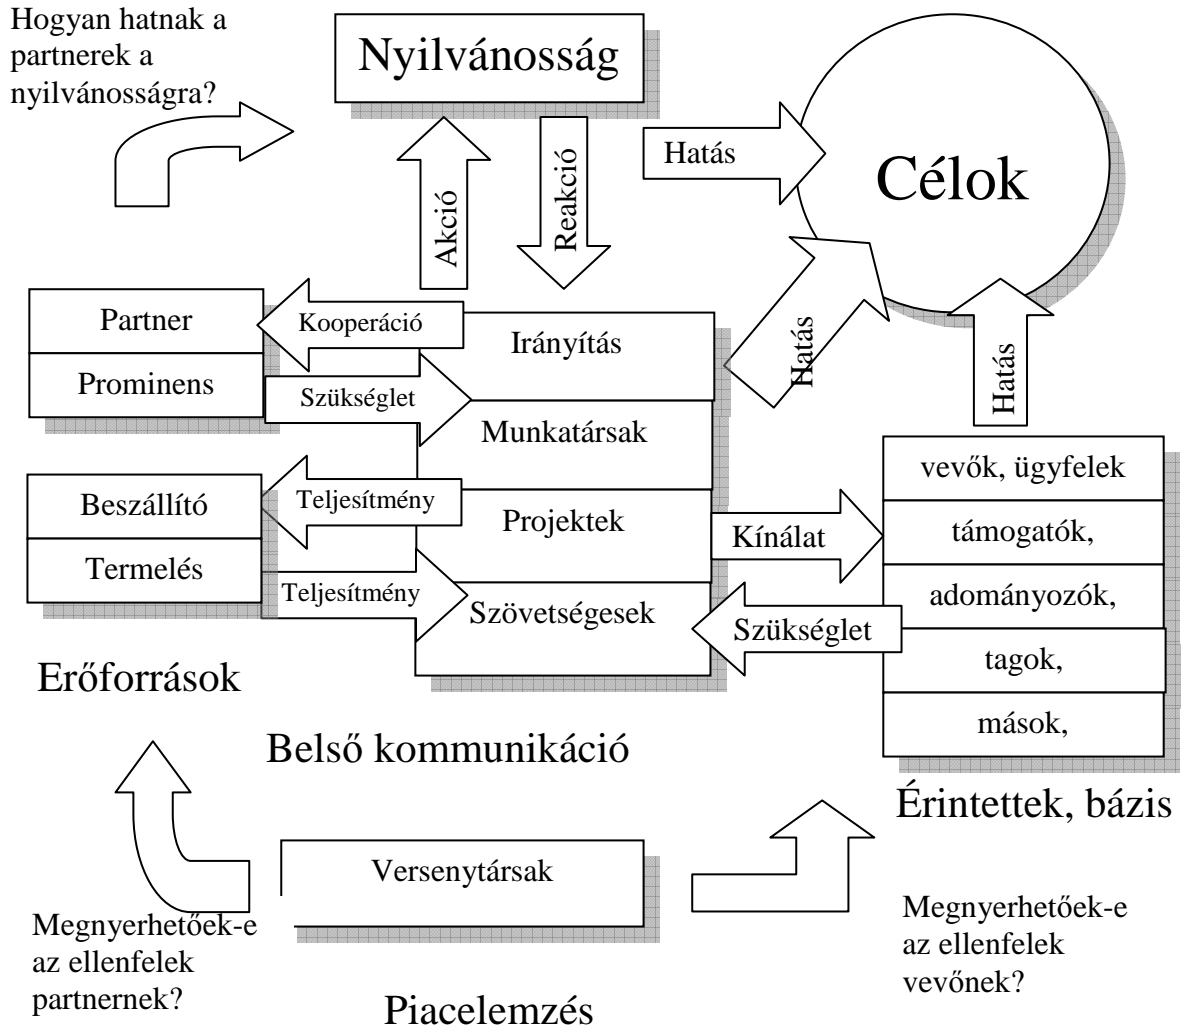 Hogyan hatnak a
partnerek a
nyilvánosságra?
Nyilvánosság
Célok
Hatás
Akció
Reakció
Hatás
Hatás
Partner
Prominens
Kooperáció
Szükséglet
Irányítás
Munkatársak
Projektek
Szövetségesek
Beszállító
Termelés
Teljesítmény
Teljesítmény
Kínálat
Szükséglet
vevők, ügyfelek
támogatók,
adományozók,
tagok,
mások,
Erőforrások
Belső kommunikáció
Érintettek, bázis
Versenytársak
Megnyerhetőek-e
az ellenfelek
partnernek?
Megnyerhetőek-e
az ellenfelek
vevőnek?
Piacelemzés